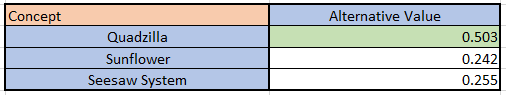 Concept Alternative Value
Quadzilla 0.503
Sunflower 0.242
Seesaw System 0.255